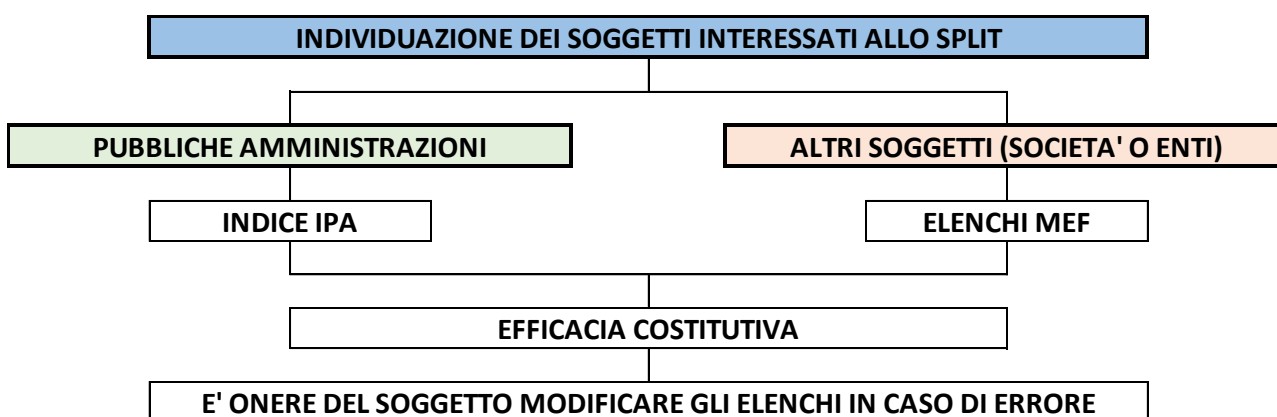 INDIVIDUAZIONE DEI SOGGETTI INTERESSATI ALLO SPLIT
PUBBLICHE AMMINISTRAZIONI
ALTRI SOGGETTI (SOCIETA' O ENTI)
INDICE IPA
ELENCHI MEF
EFFICACIA COSTITUTIVA
E' ONERE DEL SOGGETTO MODIFICARE GLI ELENCHI IN CASO DI ERRORE